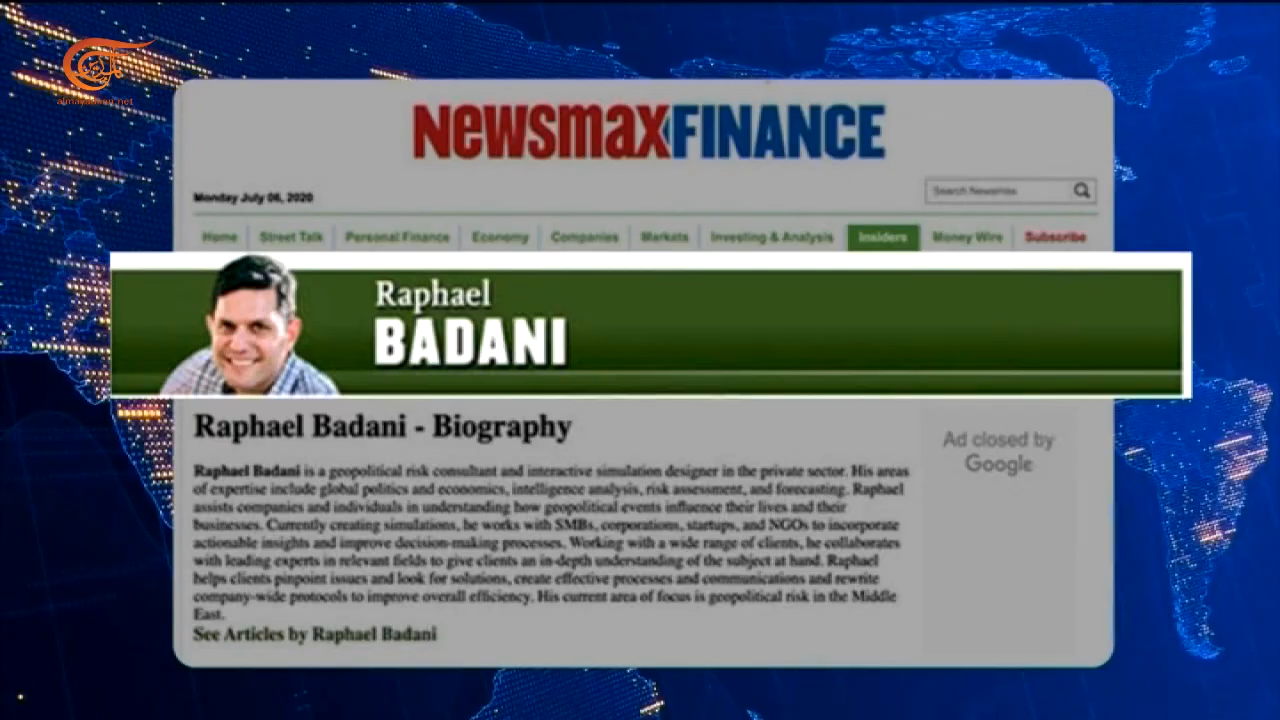 الميادين
almayadeen.net
NEWSMAXFINANCE
Monday July 06, 2020
Search Newsmax
Home Street Talk Personal Finance Economy Companies Markets Investing & Analysis Insiders Money Wire Subscribe
Raphael
BADANI
Raphael Badani - Biography
Raphael Badani is a geopolitical risk consultant and interactive simulation designer in the private sector. His areas
of expertise include global politics and economics, intelligence analysis, risk assessment, and forecasting. Raphael
assists companies and individuals in understanding how geopolitical events influence their lives and their
businesses. Currently creating simulations, he works with SMBs, corporations, startups, and NGOs to incorporate
actionable insights and improve decision-making processes. Working with a wide range of clients, he collaborates
with leading experts in relevant fields to give clients an in-depth understanding of the subject at hand. Raphael
helps clients pinpoint issues and look for solutions, create effective processes and communications and rewrite
company-wide protocols to improve overall efficiency. His current area of focus is geopolitical risk in the Middle
East.
See Articles by Raphael Badani
Ad closed by
Google